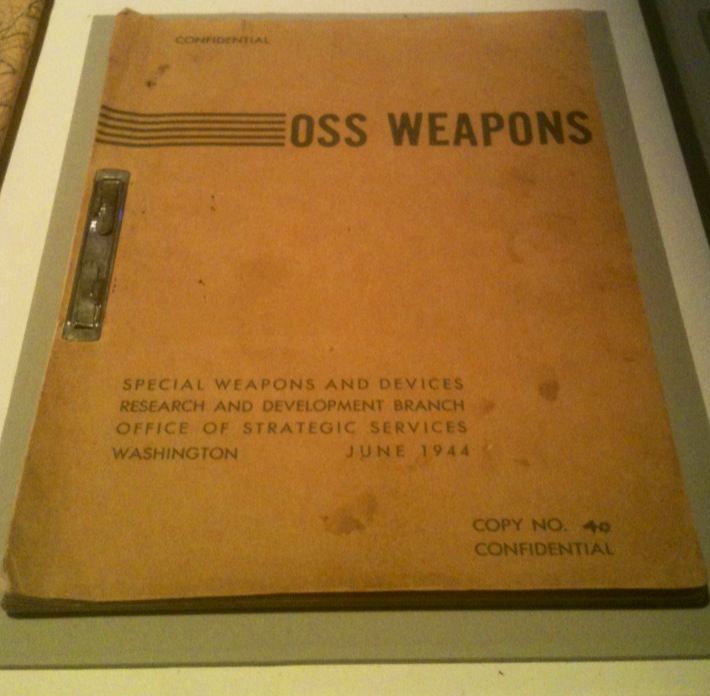 CONFIDENTIAL
OSS WEAPONS
SPECIAL WEAPONS AND DEVICES
RESEARCH AND DEVELOPMENT BRANCH
OFFICE OF STRATEGIC SERVICES
WASHINGTON JUNE 1944
COPY NO. 40
CONFIDENTIAL